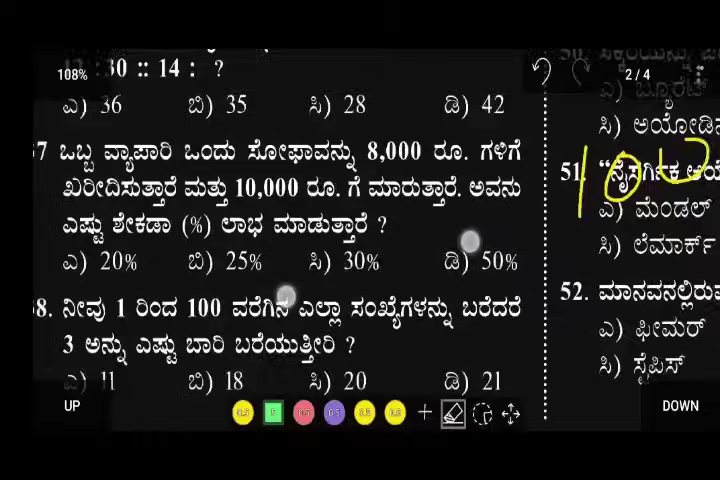 108%
30 :: 14 : ?
ಎ) 36 ಬಿ) 35 ಸಿ) 28 ಡಿ) 42
7 ಒಬ್ಬ ವ್ಯಾಪಾರಿ ಒಂದು ಸೋಫಾವನ್ನು 8,000 ರೂ. ಗಳಿಗೆ
ಖರೀದಿಸುತ್ತಾರೆ ಮತ್ತು 10,000 ರೂ. ಗೆ ಮಾರುತ್ತಾರೆ. ಅವನು
ಎಷ್ಟು ಶೇಕಡಾ (%) ಲಾಭ ಮಾಡುತ್ತಾರೆ ?
ಎ) 20% ಬಿ) 25% ಸಿ) 30% ಡಿ) 50%
8. ನೀವು 1 ರಿಂದ 100 ವರೆಗಿನ ಎಲ್ಲಾ ಸಂಖ್ಯೆಗಳನ್ನು ಬರೆದರೆ
3 ಅನ್ನು ಎಷ್ಟು ಬಾರಿ ಬರೆಯುತ್ತೀರಿ ?
ಎ) 11 ಬಿ) 18 ಸಿ) 20 ಡಿ) 21
UP
2/4
ಎ) ಬ್ಯೂರೆಟ್
ಸಿ) ಅಯೋಡಿ
51. “ನೈಸರ್ಗಿಕ ಆಯ
100
ಎ) ಮೆಂಡಲ್
ಸಿ) ಲೆಮಾರ್ಕ್
52. ಮಾನವನಲ್ಲಿರುವ
ಎ) ಫೀಮರ್
ಸಿ) ಸ್ಟೆಪಿಸ್
DOWN